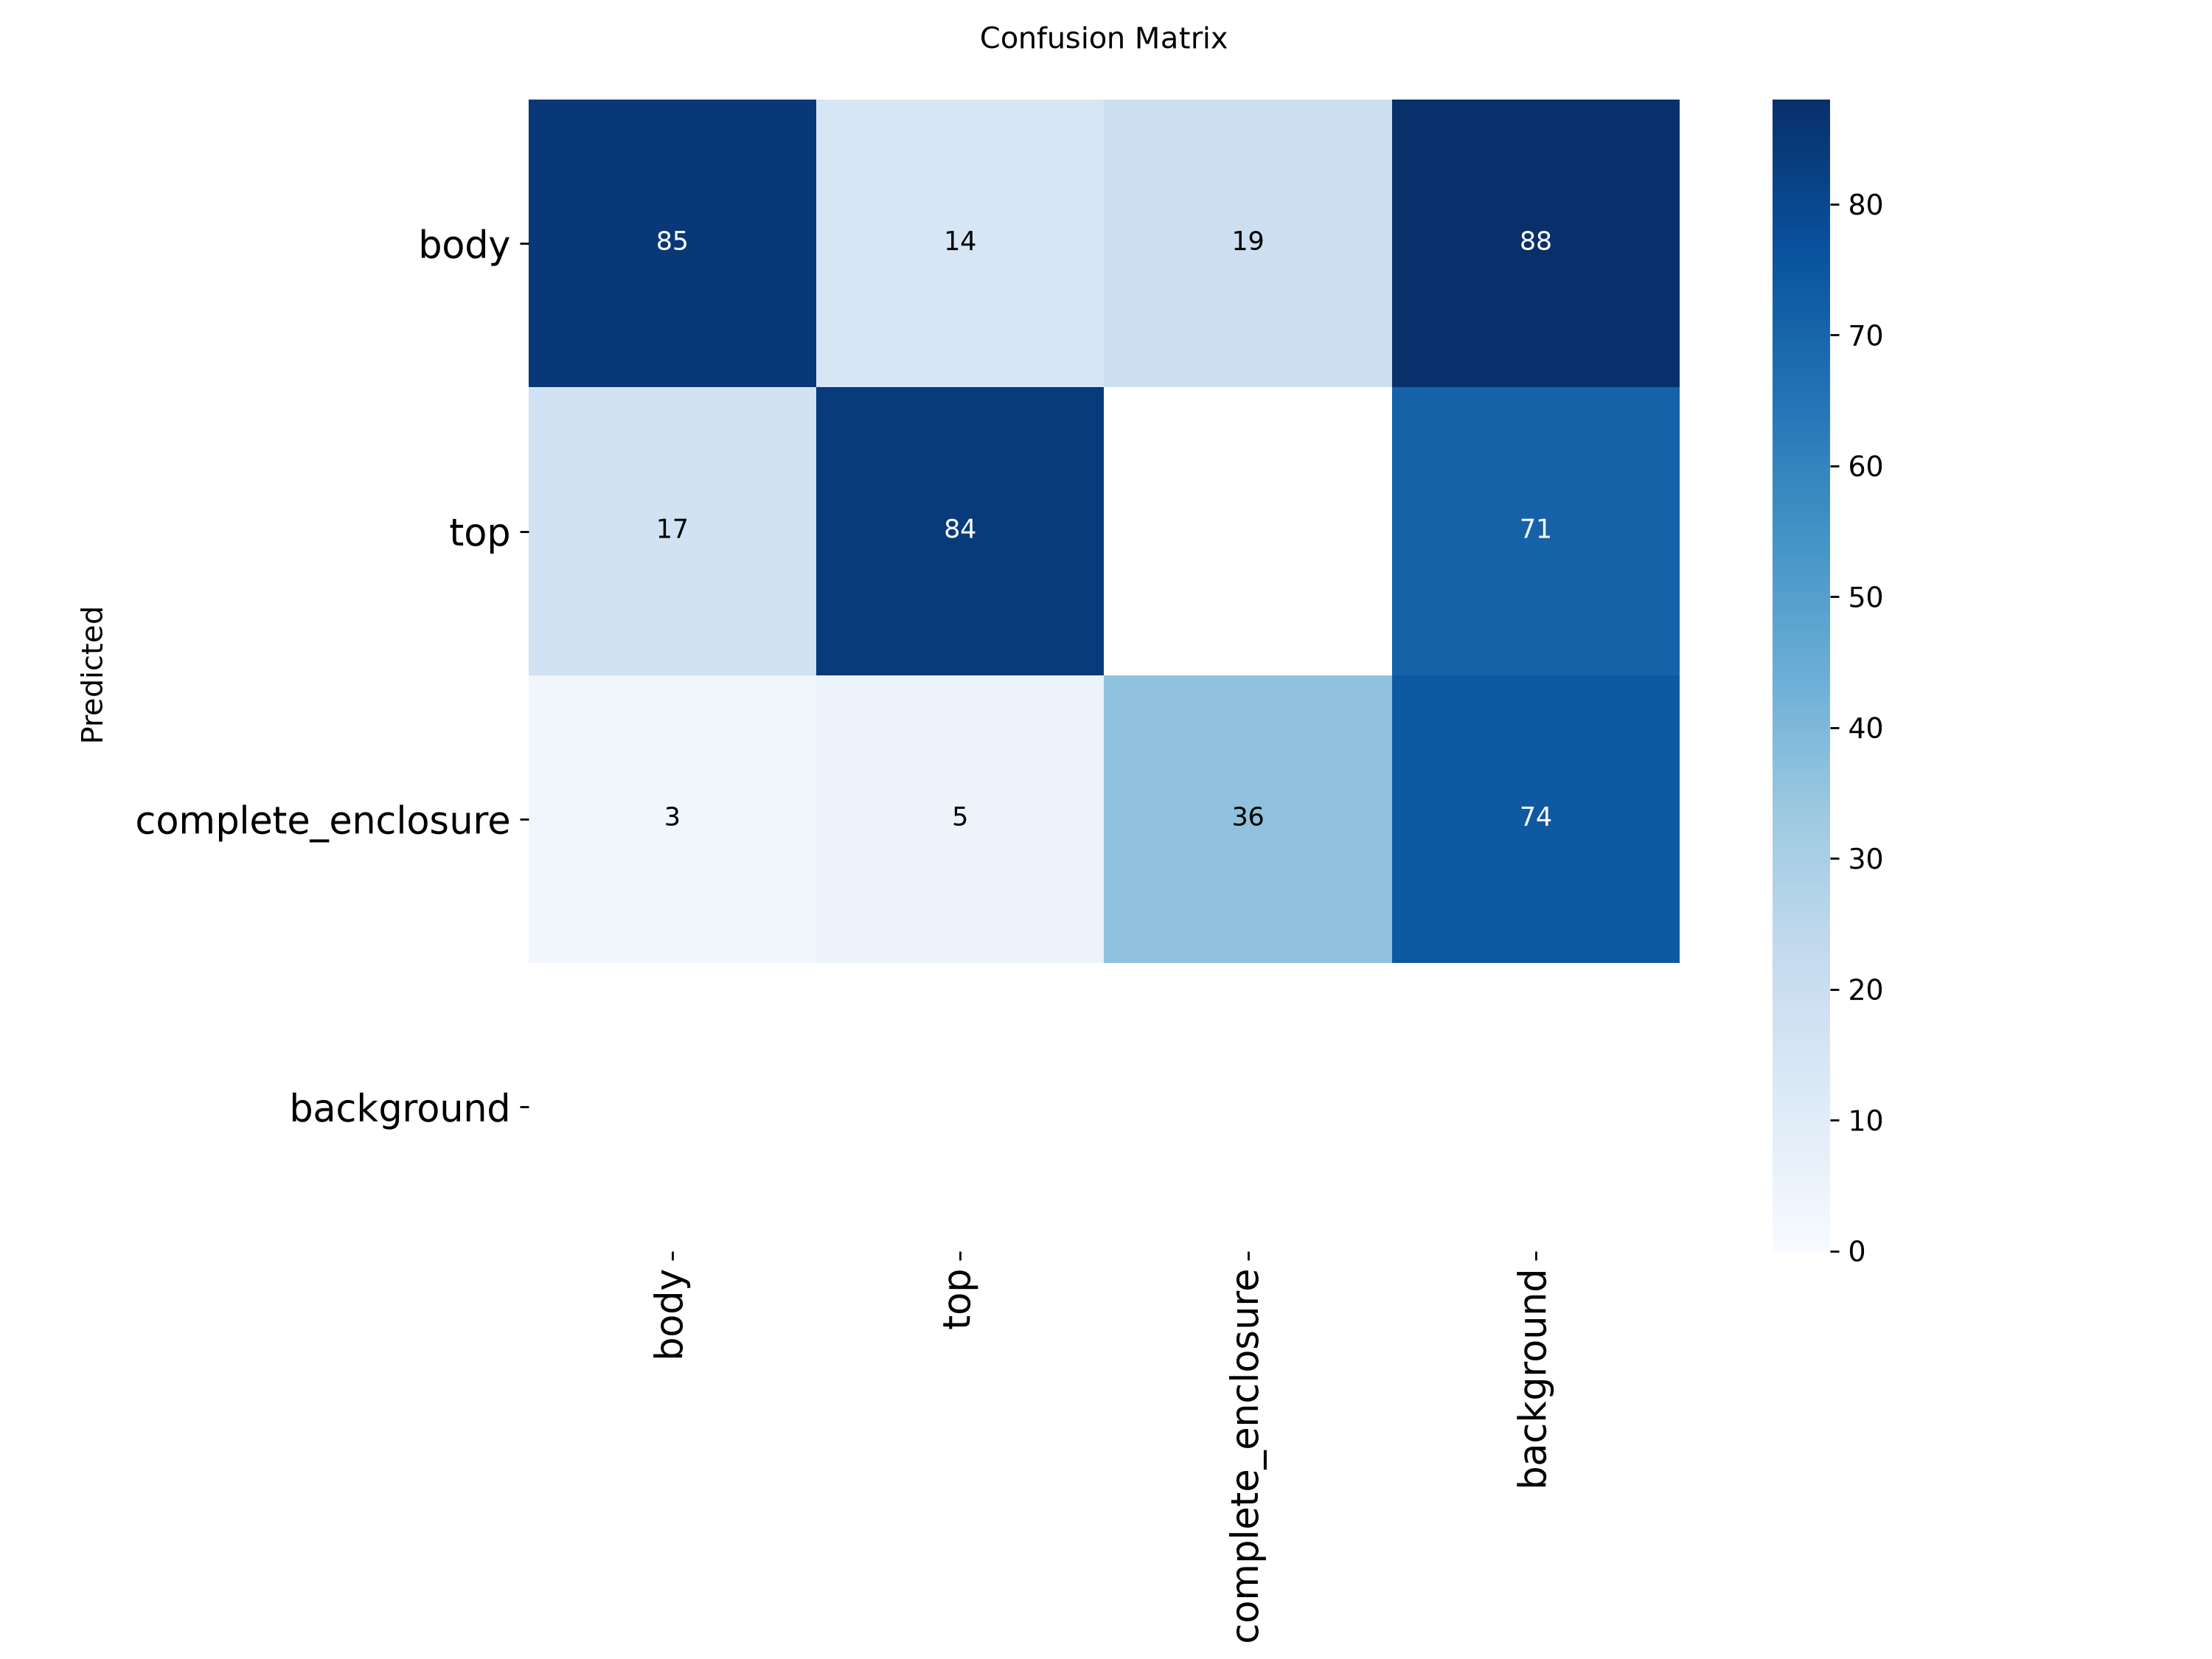 Confusion Matrix
Predicted
body
85
14
19
88
top
17
84
71
complete_enclosure
3
5
36
74
background
body
top
complete_enclosure
background
80
70
60
50
40
30
20
10
0